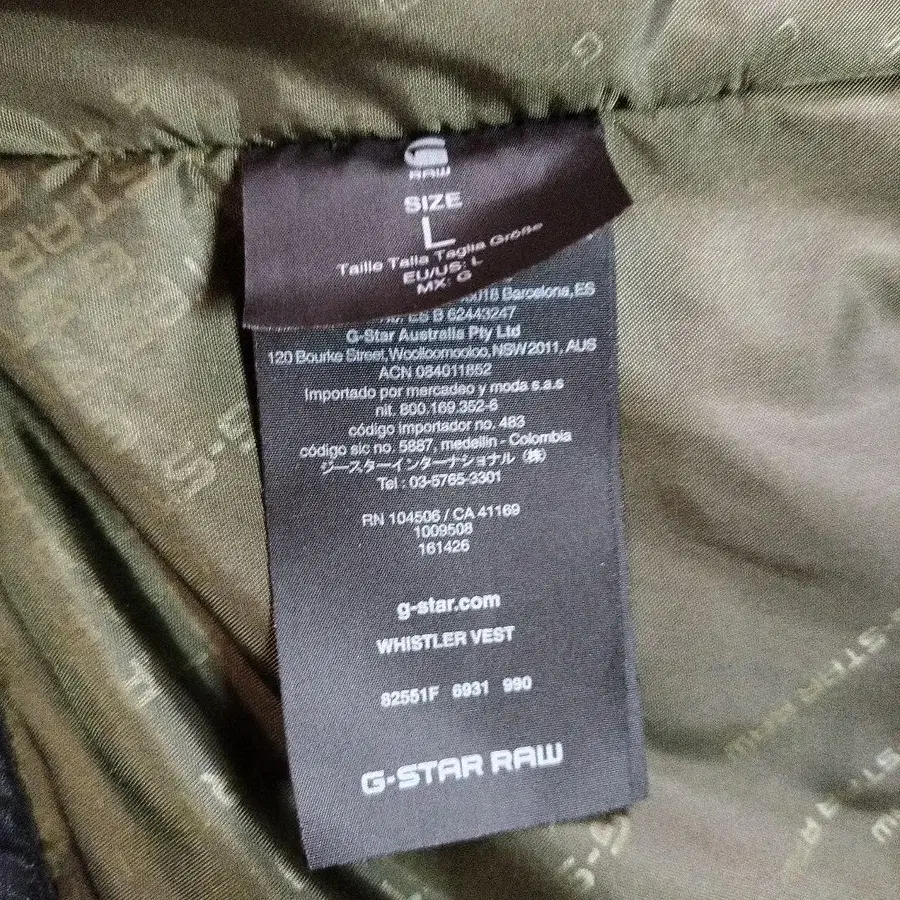 RAW
SIZE
L
Taille Talla Taglia Größe
EU/US: L
MX: G
Barcelona, ES
ES B 62443247
G-Star Australia Pty Ltd
120 Bourke Street, Woolloomooloo, NSW2011, AUS
ACN 084011852
Importado por mercadeo y moda s.a.s
nit. 800.169.352-6
código importador no. 483
código sic no. 5887, medellin - Colombia
ジースターインターナショナル (株)
Tel : 03-5765-3301
RN 104506 / CA 41169
1009508
161426
g-star.com
WHISTLER VEST
82551F 6931 990
G-STAR RAW
G-STAR RAW